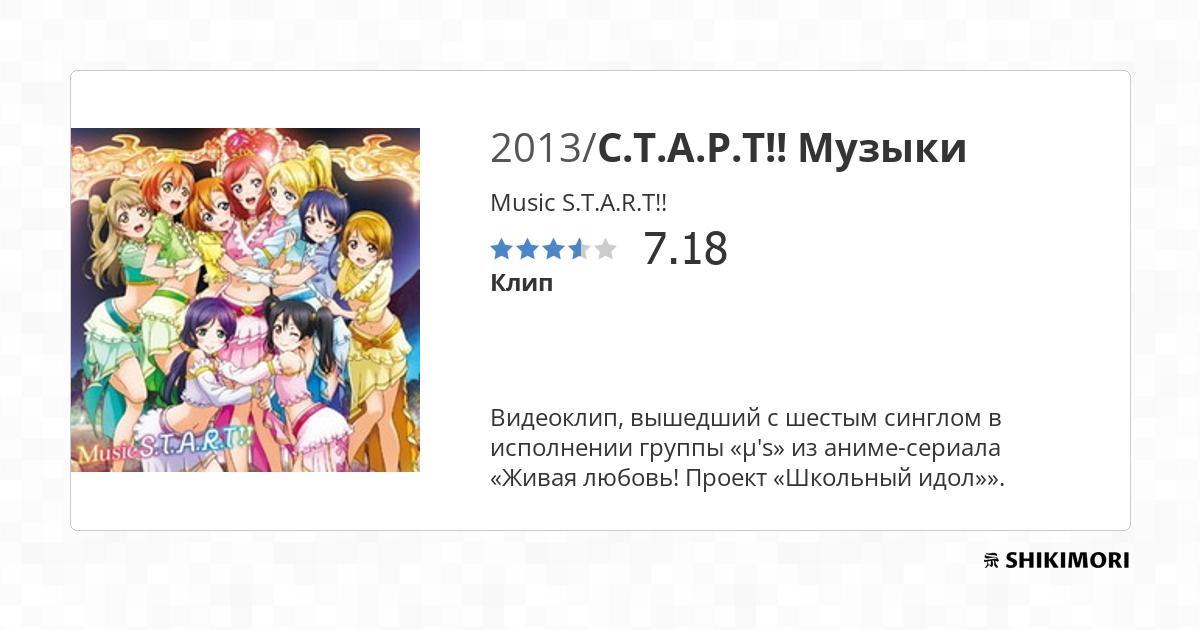 2013/С.Т.А.Р.Т!! Музыки
Music S.T.A.R.T!!
7.18
Клип
Видеоклип, вышедший с шестым синглом в
исполнении группы «μ's» из аниме-сериала
«Живая любовь! Проект «Школьный идол»».
Music S.T.A.R.T!!
SHIKIMORI